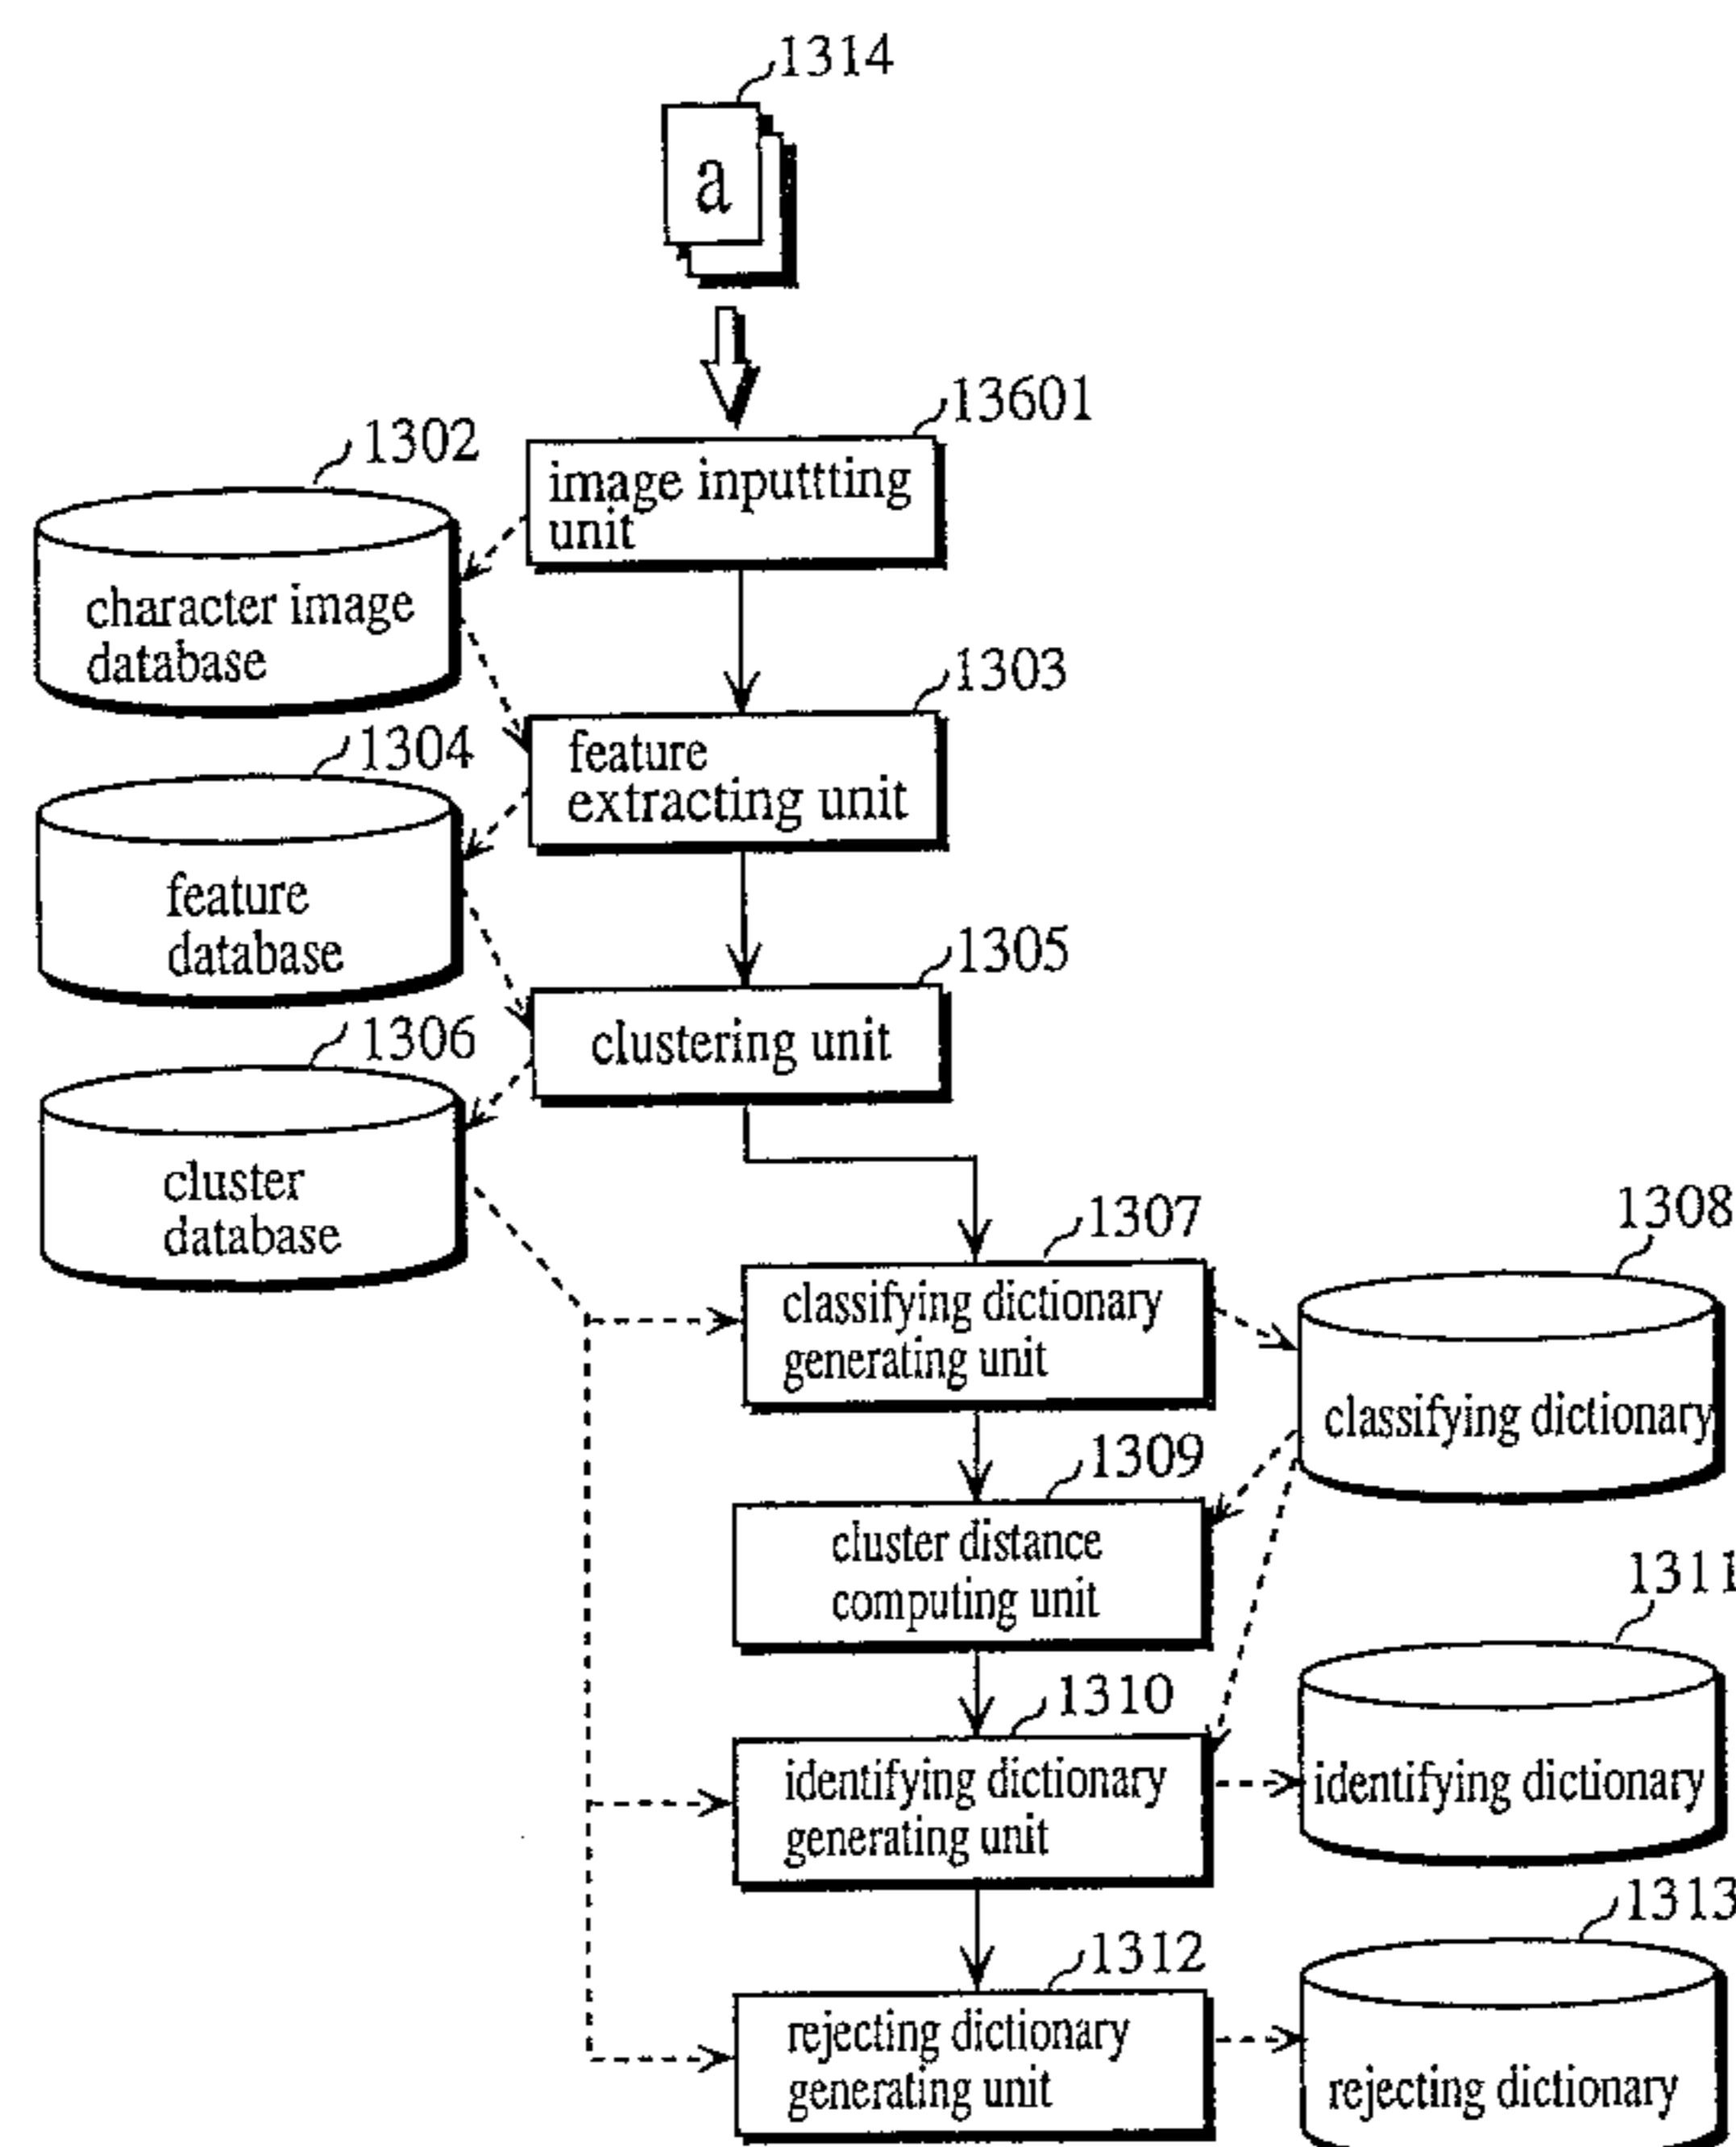 1314
a
13601
1302
image inputtting
unit
character image
database
1303
1304
feature
extracting unit
feature
database
1305
1306
clustering unit
cluster
database
1307
1308
classifying dictionary
generating unit
classifying dictionary
1309
cluster distance
computing unit
1311
1310
identifying dictionary
generating unit
identifying dictionary
1313
1312
rejecting dictionary
generating unit
rejecting dictionary